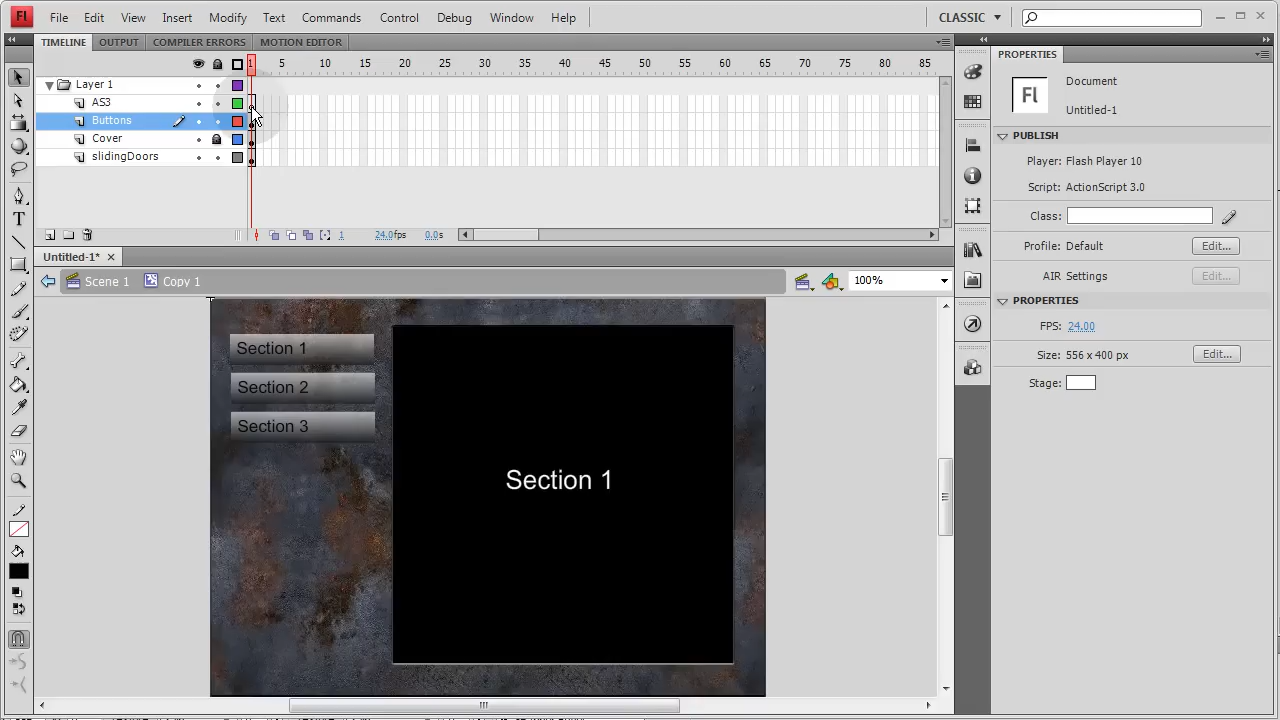 Fl File Edit View Insert Modify Text Commands Control Debug Window Help CLASSIC
TIMELINE OUTPUT COMPILER ERRORS MOTION EDITOR
PROPERTIES
1 5 10 15 20 25 30 35 40 45 50 55 60 65 70 75 80 85
Layer 1
AS3
Buttons
Cover
slidingDoors
1 24.0fps 0.0s
Untitled-1* ×
Scene 1 Copy 1 100%
Section 1
Section 2
Section 3
Section 1
Fl
Document
Untitled-1
PUBLISH
Player: Flash Player 10
Script: ActionScript 3.0
Class:
Profile: Default Edit...
AIR Settings Edit...
PROPERTIES
FPS: 24.00
Size: 556 x 400 px Edit...
Stage: